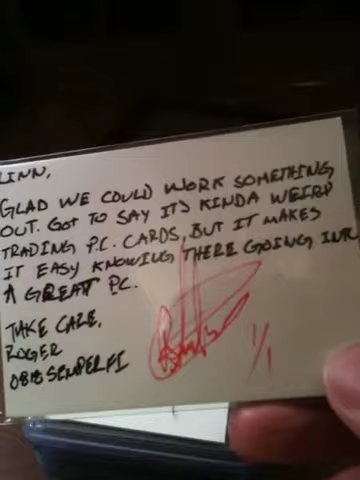 LINN,
GLAD WE COULD WORK SOMETHING
OUT. GOT TO SAY ITS KINDA WEIRD
TRADING P.C. CARDS, BUT IT MAKES
IT EASY KNOWING THERE GOING INTO
A GREAT PC.
TAKE CARE,
ROGER
0818 SEMPERFI
1/1